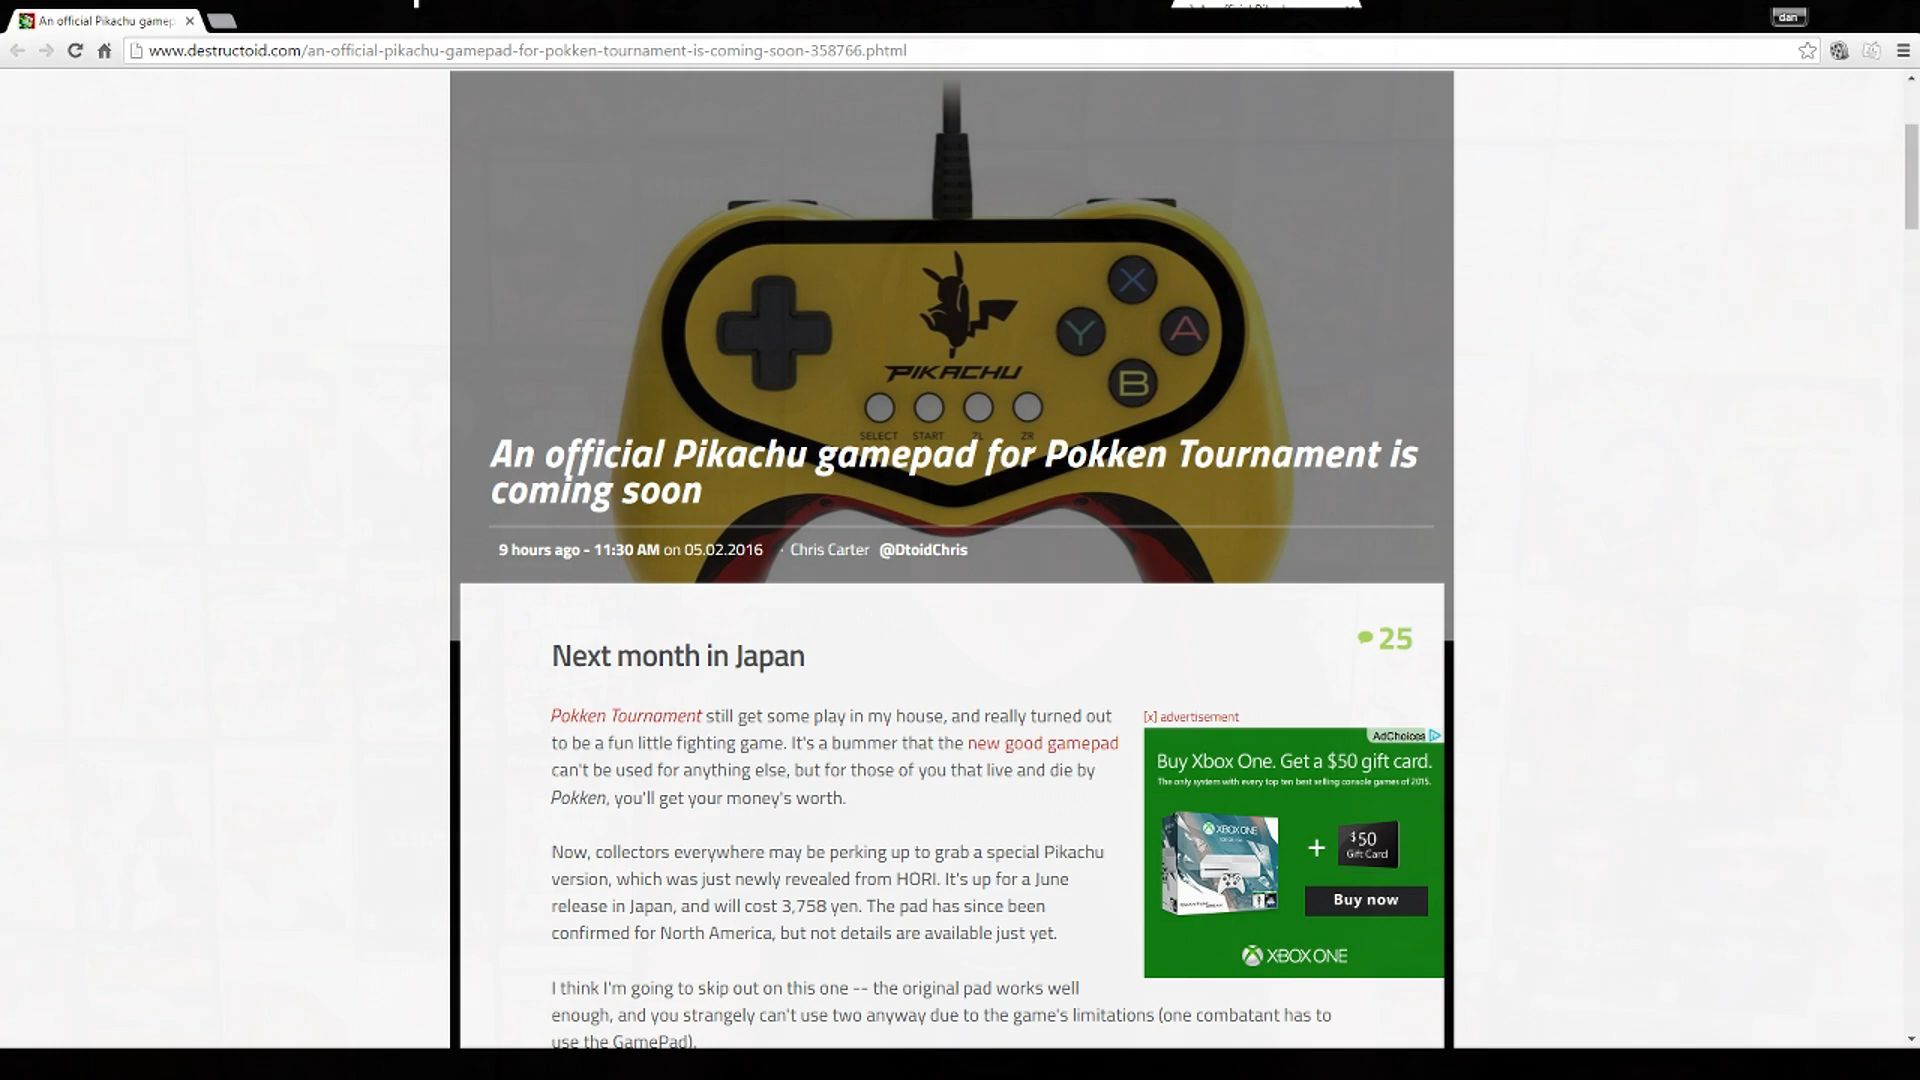 An official Pikachu gamep
dan
www.destructoid.com/an-official-pikachu-gamepad-for-pokken-tournament-is-coming-soon-358766.phtml
X
Y
A
B
PIKACHU
SELECT START ZL ZR
An official Pikachu gamepad for Pokken Tournament is
coming soon
9 hours ago - 11:30 AM on 05.02.2016 · Chris Carter @DtoidChris
25
Next month in Japan
Pokken Tournament still get some play in my house, and really turned out
to be a fun little fighting game. It's a bummer that the new good gamepad
can't be used for anything else, but for those of you that live and die by
Pokken, you'll get your money's worth.
Now, collectors everywhere may be perking up to grab a special Pikachu
version, which was just newly revealed from HORI. It's up for a June
release in Japan, and will cost 3,758 yen. The pad has since been
confirmed for North America, but not details are available just yet.
I think I'm going to skip out on this one -- the original pad works well
enough, and you strangely can't use two anyway due to the game's limitations (one combatant has to
use the GamePad).
[x] advertisement
AdChoices
Buy Xbox One. Get a $50 gift card.
The only system with every top ten best selling console games of 2015.
XBOX ONE
+
$50
Gift Card
Buy now
XBOX ONE